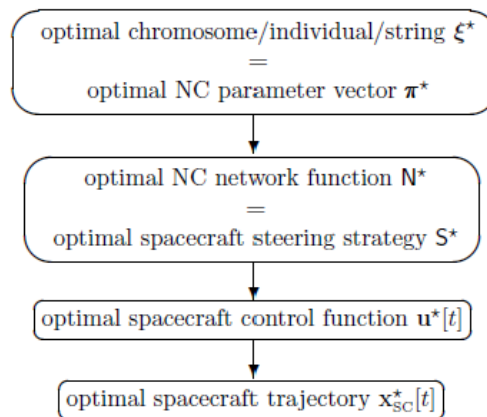 optimal chromosome/individual/string ξ⋆
=
optimal NC parameter vector π⋆
optimal NC network function N⋆
=
optimal spacecraft steering strategy S⋆
optimal spacecraft control function u⋆[t]
optimal spacecraft trajectory x⋆SC[t]